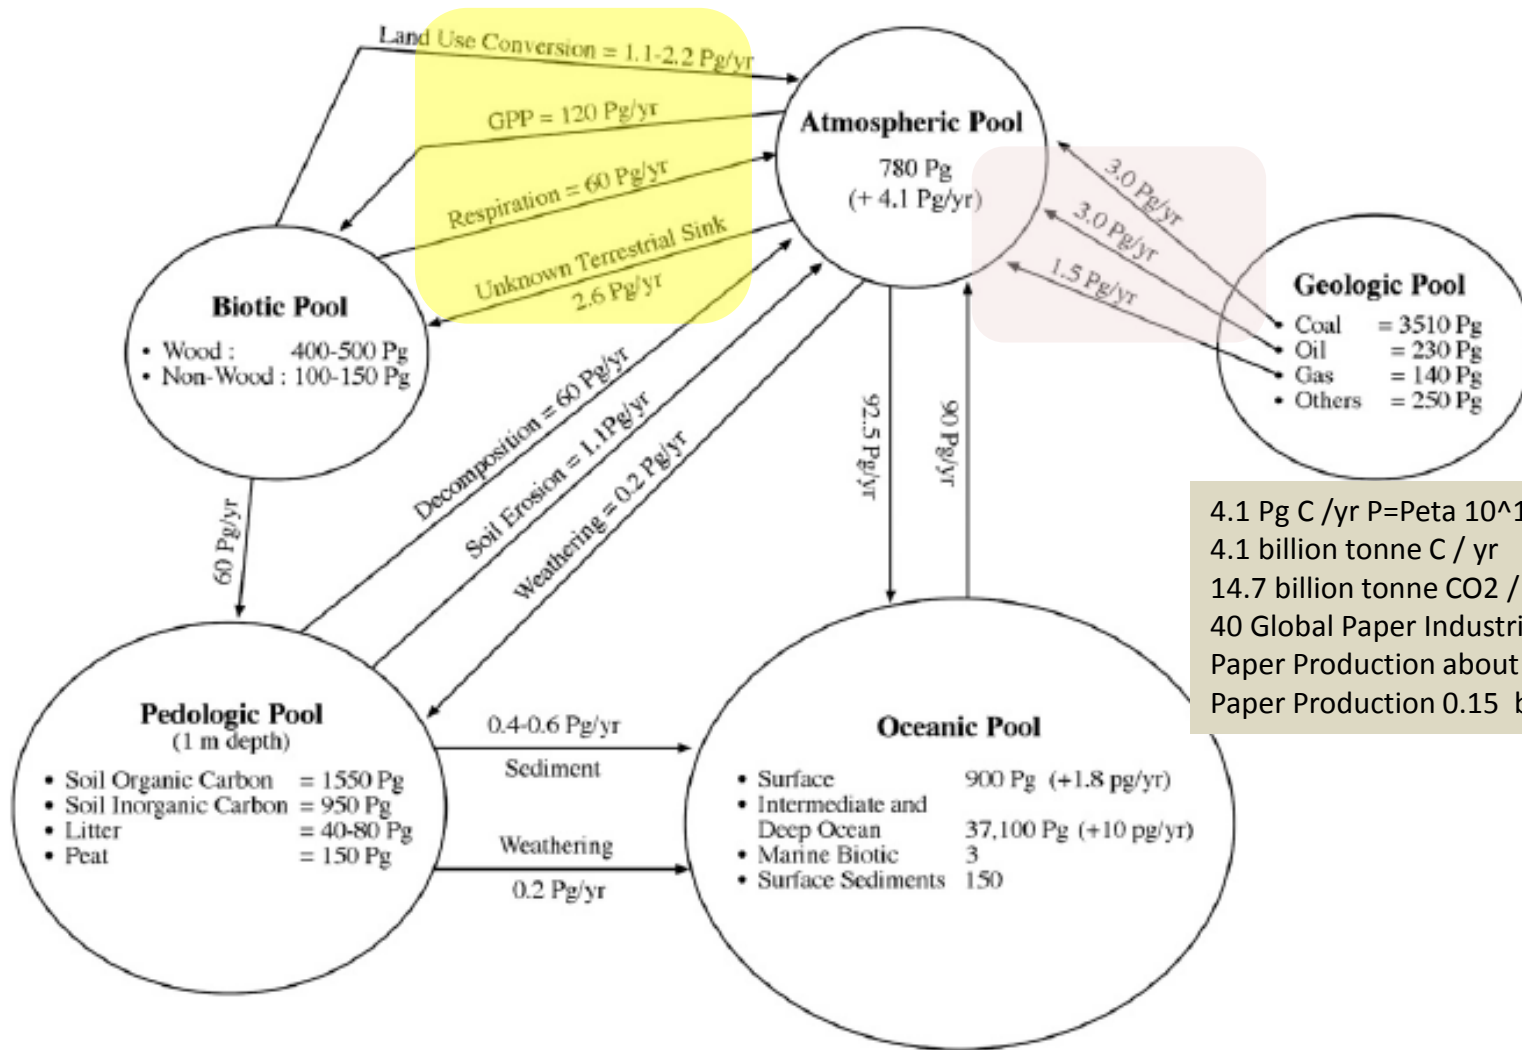 Land Use Conversion = 1.1-2.2 Pg/yr
GPP = 120 Pg/yr
Respiration = 60 Pg/yr
Unknown Terrestrial Sink
2.6 Pg/yr
Atmospheric Pool
780 Pg
(+ 4.1 Pg/yr)
3.0 Pg/yr
3.0 Pg/yr
1.5 Pg/yr
Geologic Pool
• Coal = 3510 Pg
• Oil = 230 Pg
• Gas = 140 Pg
• Others = 250 Pg
Biotic Pool
• Wood : 400-500 Pg
• Non-Wood : 100-150 Pg
60 Pg/yr
Decomposition = 60 Pg/yr
Soil Erosion = 1.1Pg/yr
Weathering = 0.2 Pg/yr
92.5 Pg/yr
90 Pg/yr
4.1 Pg C /yr P=Peta 10^1
4.1 billion tonne C / yr
14.7 billion tonne CO2 /
40 Global Paper Industri
Paper Production about
Paper Production 0.15 b
Pedologic Pool
(1 m depth)
• Soil Organic Carbon = 1550 Pg
• Soil Inorganic Carbon = 950 Pg
• Litter = 40-80 Pg
• Peat = 150 Pg
0.4-0.6 Pg/yr
Sediment
Weathering
0.2 Pg/yr
Oceanic Pool
• Surface 900 Pg (+1.8 pg/yr)
• Intermediate and
Deep Ocean 37,100 Pg (+10 pg/yr)
• Marine Biotic 3
• Surface Sediments 150